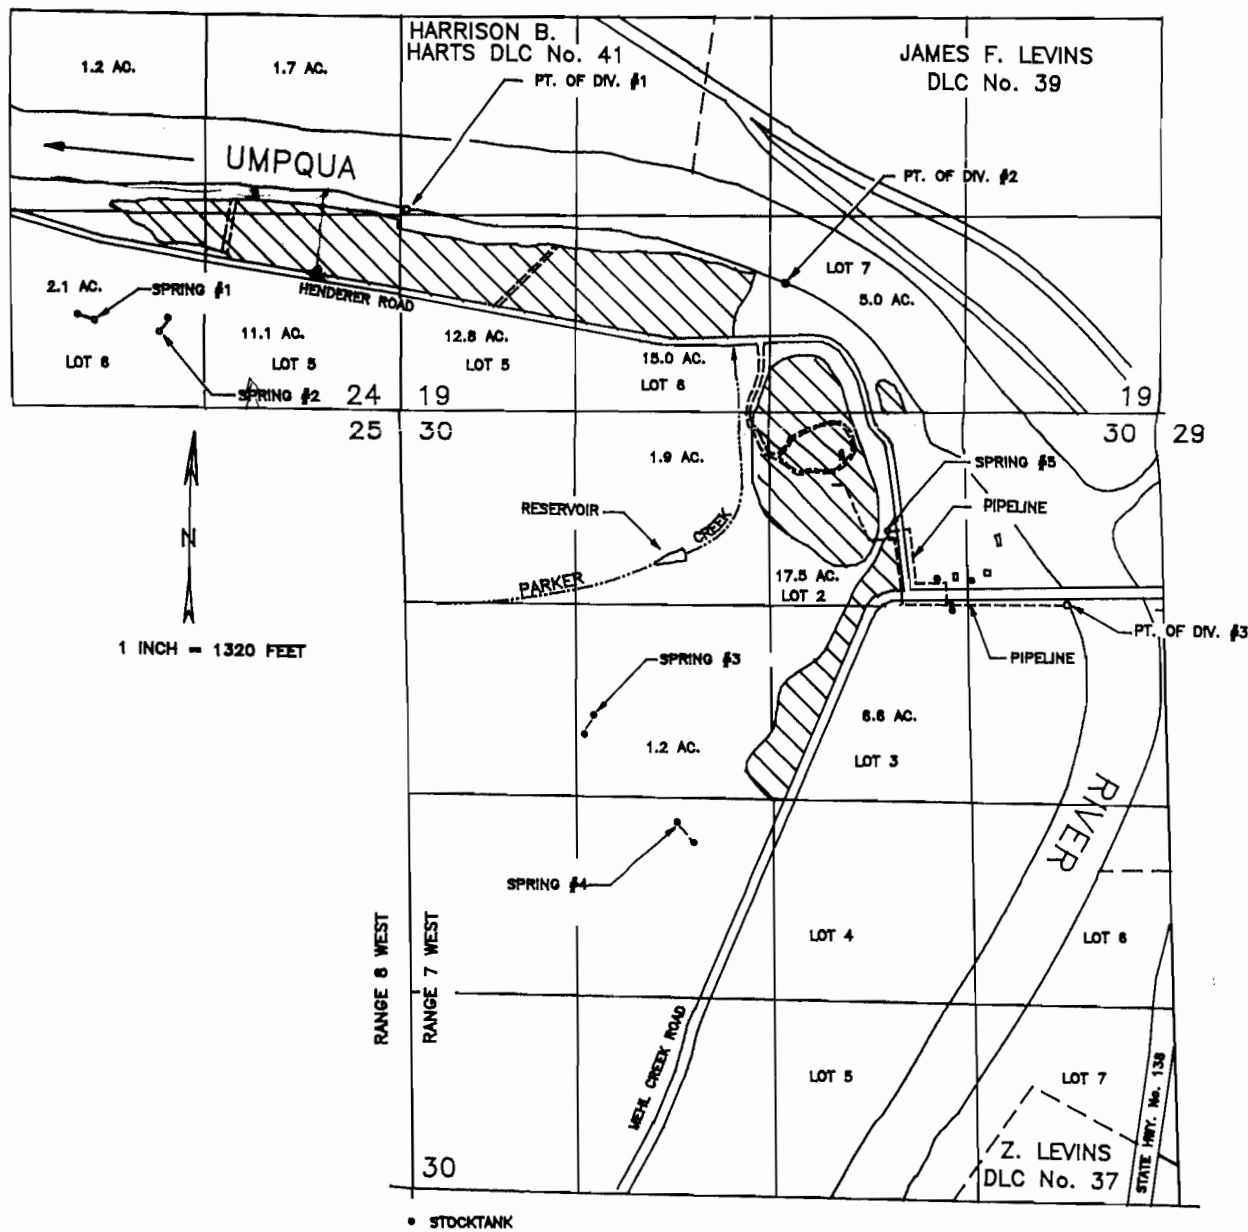 HARRISON B.
HARTS DLC No. 41
JAMES F. LEVINS
DLC No. 39
1.2 AC.
1.7 AC.
PT. OF DIV. #1
UMPQUA
PT. OF DIV. #2
LOT 7
5.0 AC.
2.1 AC.
SPRING #1
HENDERER ROAD
11.1 AC.
12.8 AC.
15.0 AC.
LOT 6
LOT 5
LOT 5
LOT 6
SPRING #2
24
19
19
25
30
30
29
1.9 AC.
SPRING #5
RESERVOIR
PIPELINE
CREEK
PARKER
17.5 AC.
LOT 2
N
1 INCH = 1320 FEET
PT. OF DIV. #3
SPRING #3
PIPELINE
6.6 AC.
1.2 AC.
LOT 3
RIVER
SPRING #4
RANGE 8 WEST
RANGE 7 WEST
LOT 4
LOT 6
MEHL CREEK ROAD
LOT 5
LOT 7
STATE HWY. No. 138
Z. LEVINS
DLC No. 37
30
STOCKTANK